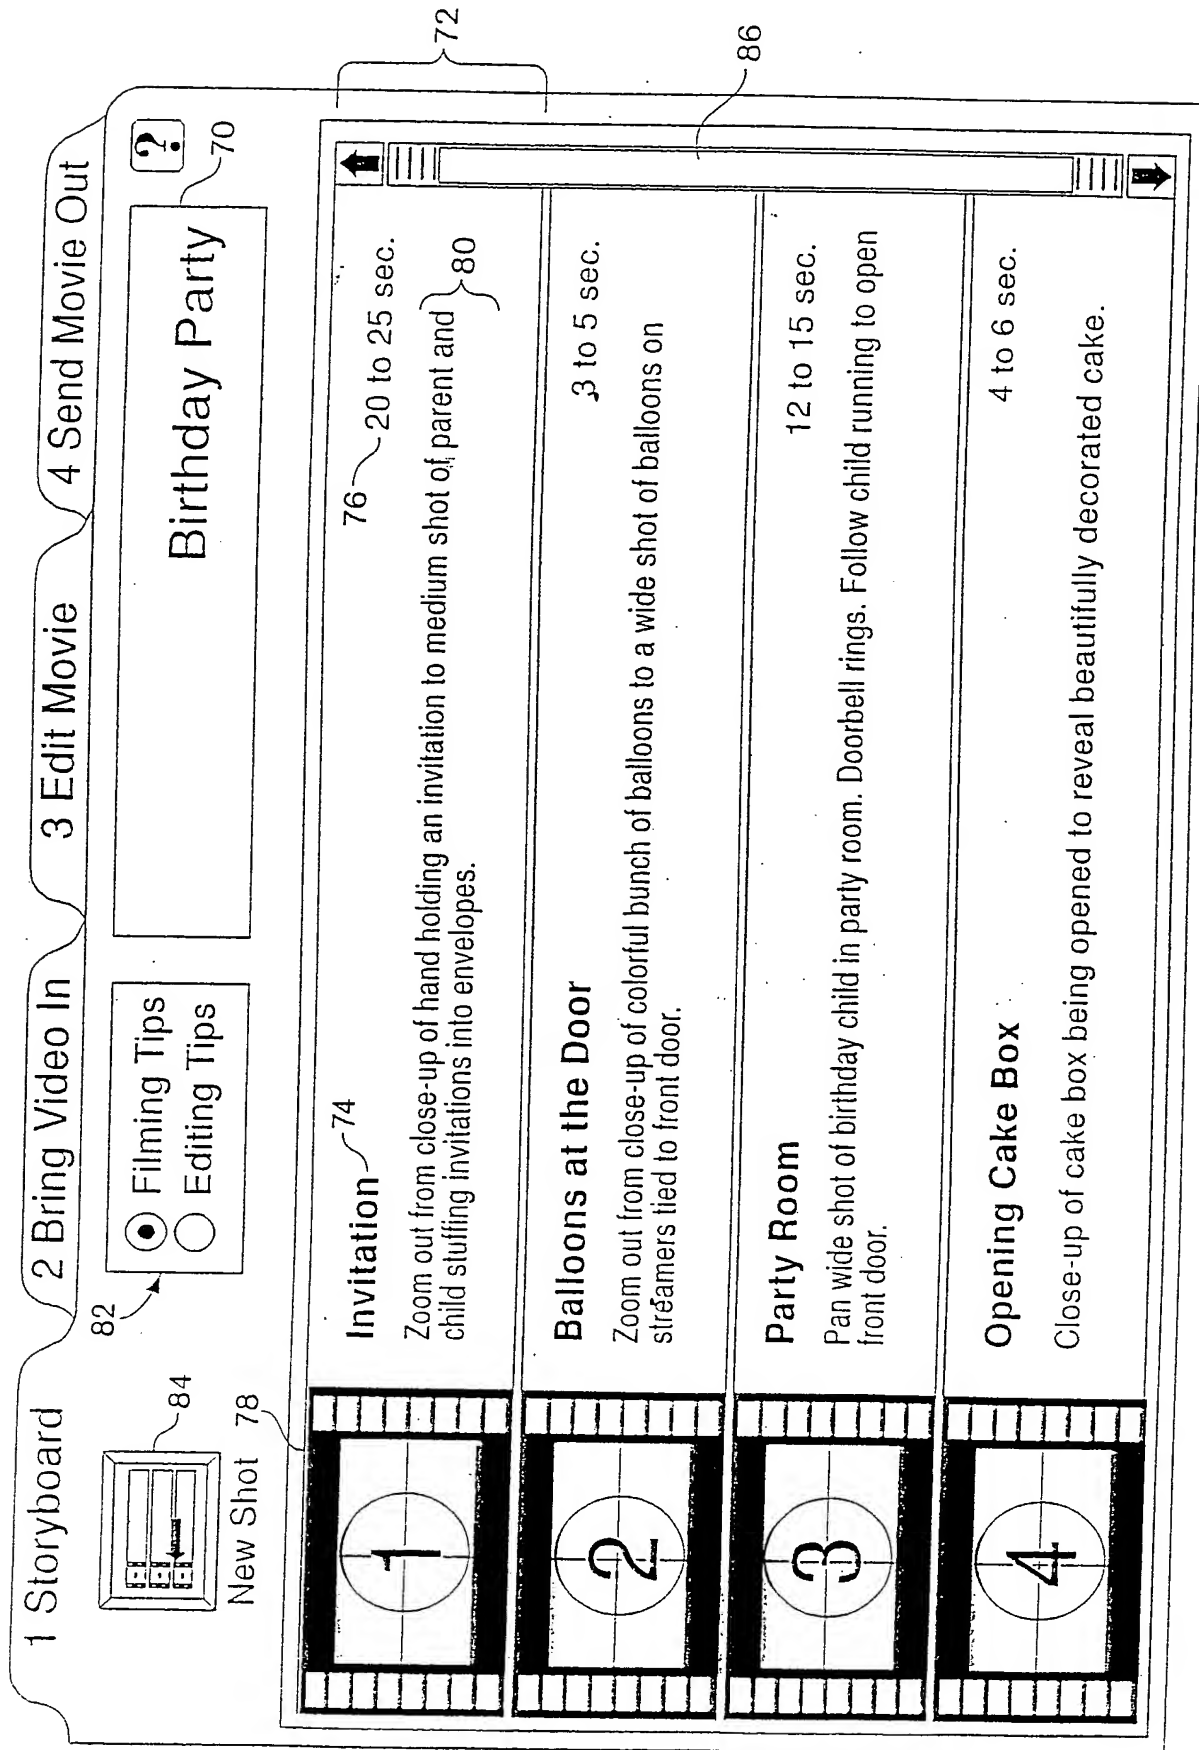 1 Storyboard
2 Bring Video In
3 Edit Movie
4 Send Movie Out
84
New Shot
82
Filming Tips
Editing Tips
Birthday Party
70
?
78
72
1
Invitation
74
76
20 to 25 sec.
Zoom out from close-up of hand holding an invitation to medium shot of parent and
child stuffing invitations into envelopes.
80
86
2
Balloons at the Door
3 to 5 sec.
Zoom out from close-up of colorful bunch of balloons to a wide shot of balloons on
streamers tied to front door.
3
Party Room
12 to 15 sec.
Pan wide shot of birthday child in party room. Doorbell rings. Follow child running to open
front door.
4
Opening Cake Box
4 to 6 sec.
Close-up of cake box being opened to reveal beautifully decorated cake.